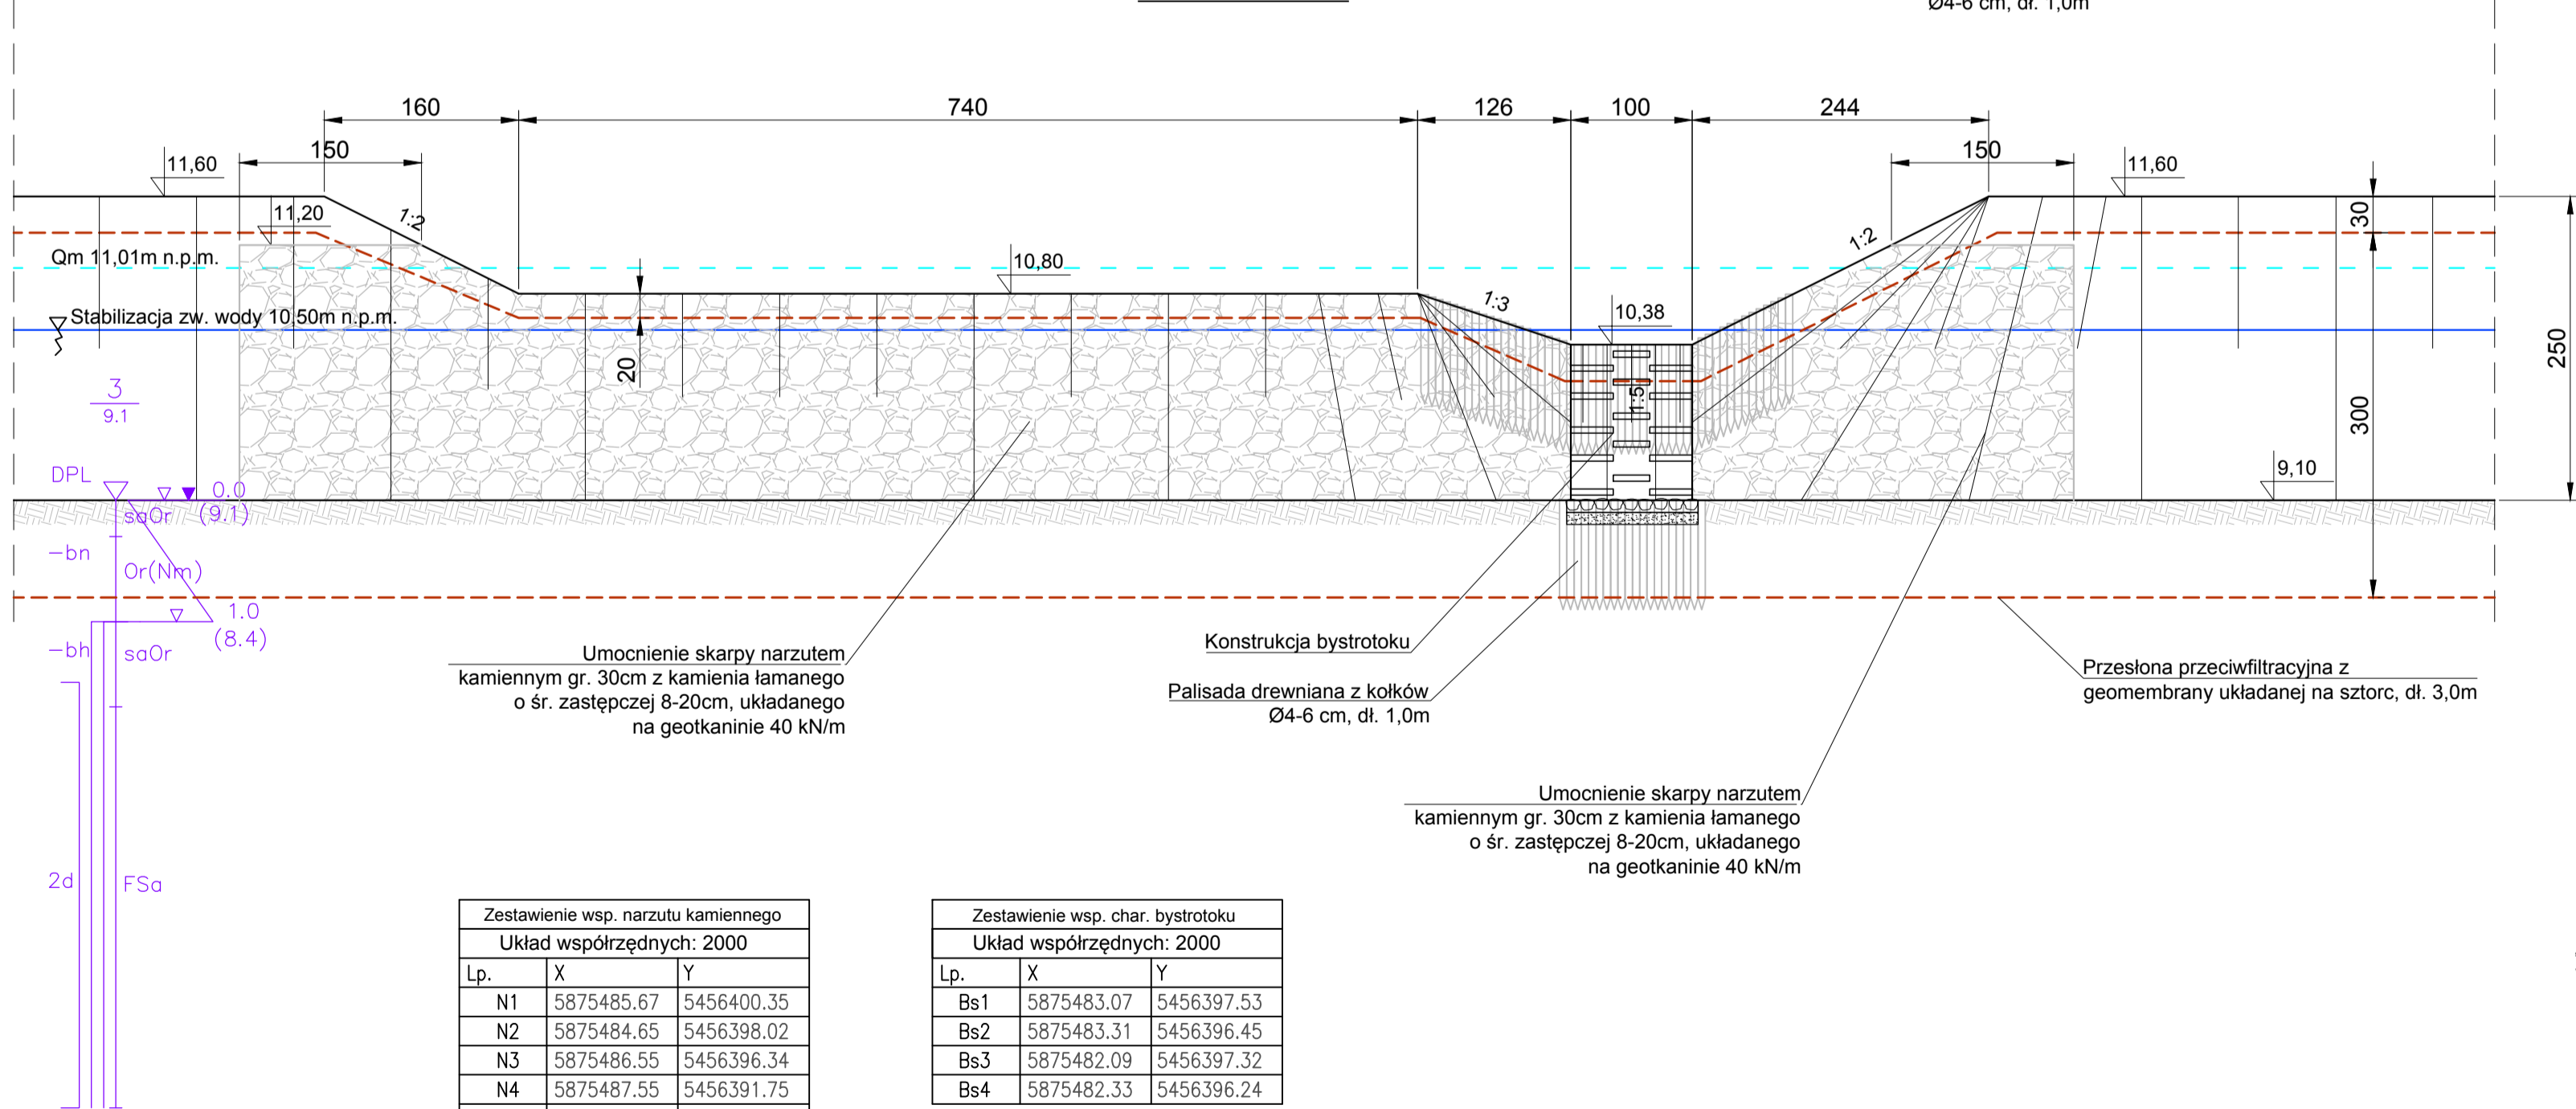 Ø4-6 cm, dł. 1,0m
160
740
126
100
244
150
150
11,60
11,60
11,20
1:2
1:2
30
Qm 11,01m n.p.m.
10,80
1:3
10,38
Stabilizacja zw. wody 10,50m n.p.m.
20
1:5
250
300
3
9.1
9,10
DPL
0.0
(9.1)
saOr
-bn
Or(Nm)
1.0
(8.4)
-bh
saOr
2d
FSa
Umocnienie skarpy narzutem
kamiennym gr. 30cm z kamienia łamanego
o śr. zastępczej 8-20cm, układanego
na geotkaninie 40 kN/m
Konstrukcja bystrotoku
Palisada drewniana z kołków
Ø4-6 cm, dł. 1,0m
Przesłona przeciwfiltracyjna z
geomembrany układanej na sztorc, dł. 3,0m
Umocnienie skarpy narzutem
kamiennym gr. 30cm z kamienia łamanego
o śr. zastępczej 8-20cm, układanego
na geotkaninie 40 kN/m
Zestawienie wsp. narzutu kamiennego
Układ współrzędnych: 2000
Lp. X Y
N1 5875485.67 5456400.35
N2 5875484.65 5456398.02
N3 5875486.55 5456396.34
N4 5875487.55 5456391.75
Zestawienie wsp. char. bystrotoku
Układ współrzędnych: 2000
Lp. X Y
Bs1 5875483.07 5456397.53
Bs2 5875483.31 5456396.45
Bs3 5875482.09 5456397.32
Bs4 5875482.33 5456396.24